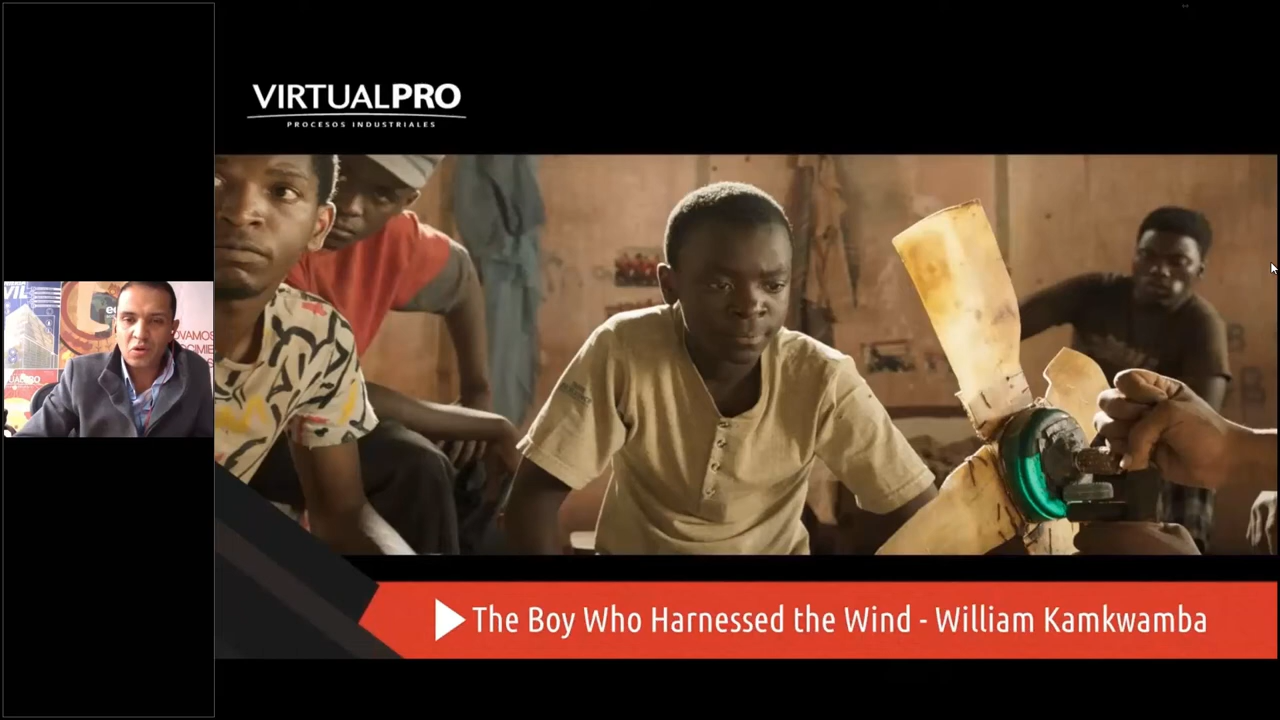 VIRTUALPRO
PROCESOS INDUSTRIALES
The Boy Who Harnessed the Wind - William Kamkwamba